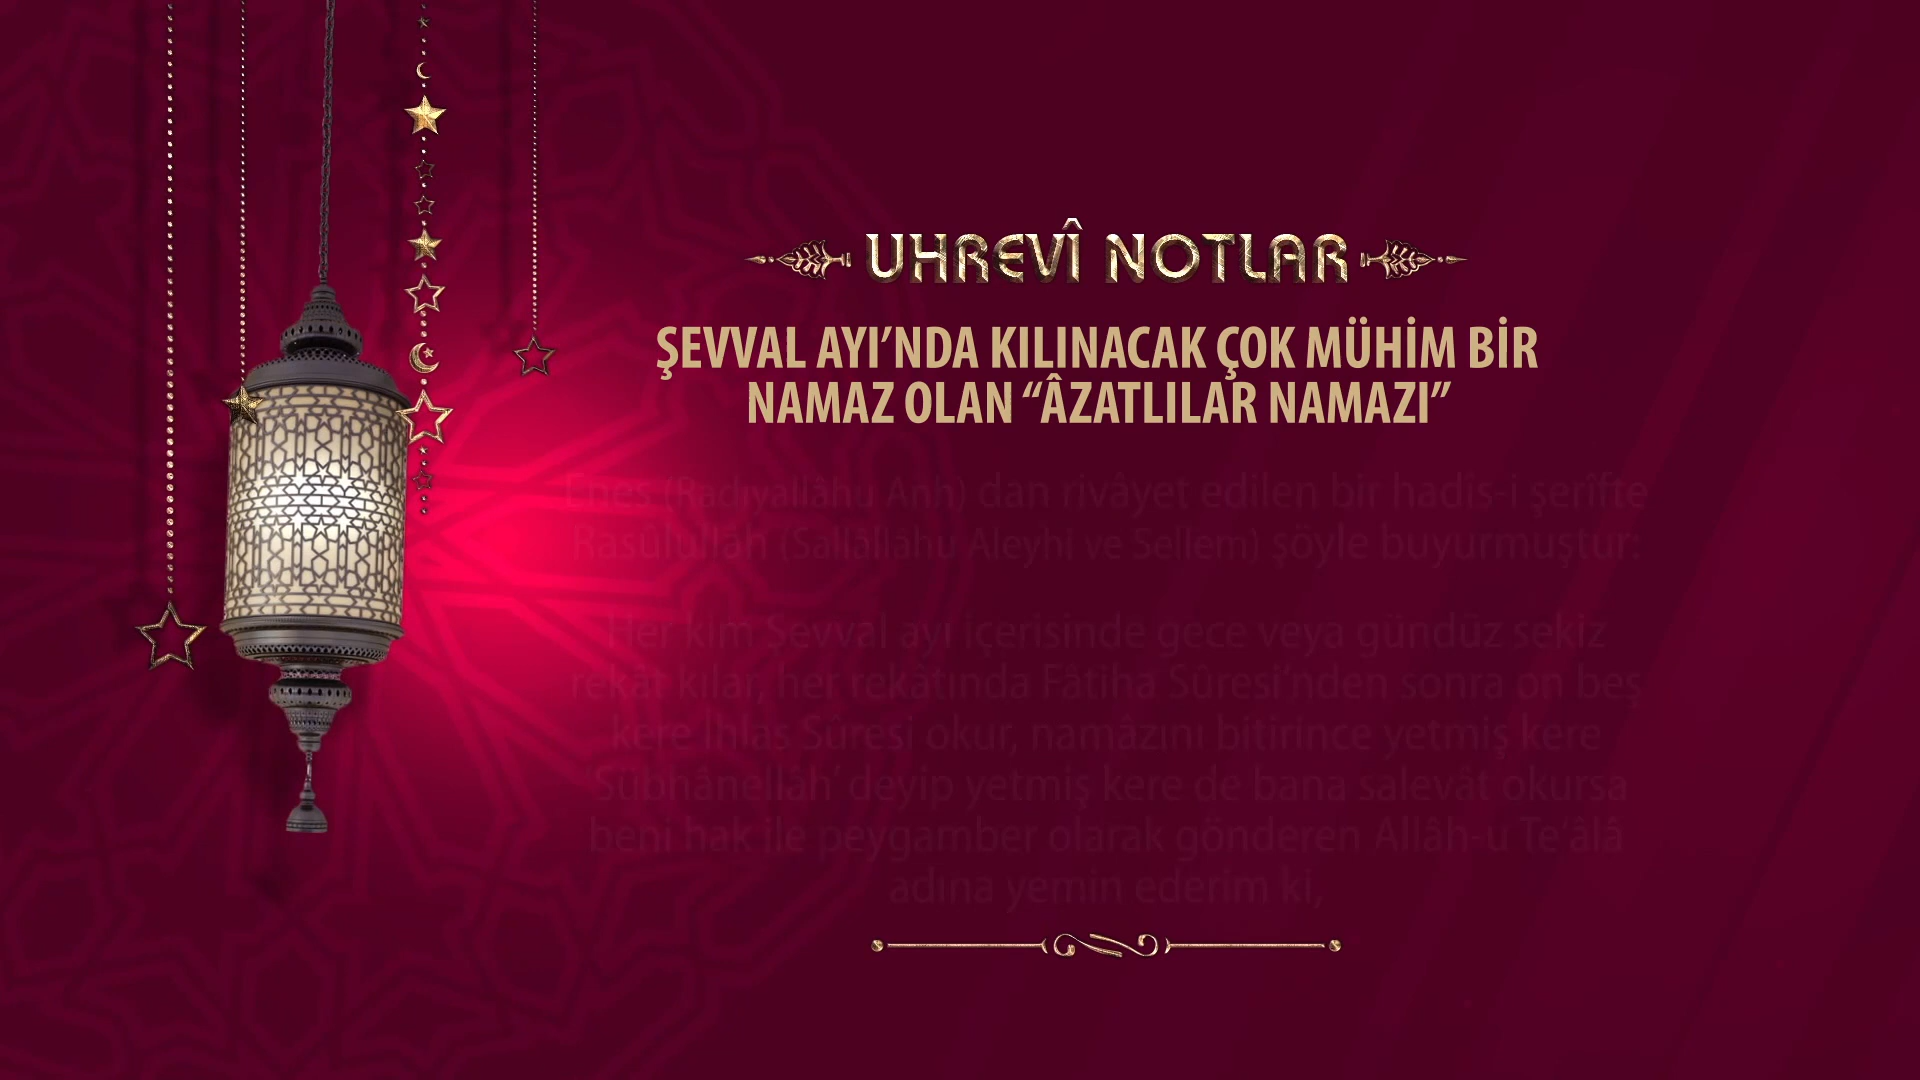 UHREVÎ NOTLAR
ŞEVVAL AYI’NDA KILINACAK ÇOK MÜHİM BİR
NAMAZ OLAN “ÂZATLILAR NAMAZI”
Enes (Radıyallâhu Anh) dan rivâyet edilen bir hadîs-i şerîfte
Rasûlullâh (Sallallâhu Aleyhi ve Sellem) şöyle buyurmuştur:
Her kim Şevval ayı içerisinde gece veya gündüz sekiz
rekât kılar, her rekâtında Fâtiha Sûresi’nden sonra on beş
kere İhlas Sûresi okur, namâzını bitirince yetmiş kere
‘Sübhânellâh’ deyip yetmiş kere de bana salevât okursa
beni hak ile peygamber olarak gönderen Allâh-u Te‘âlâ
adına yemin ederim ki,